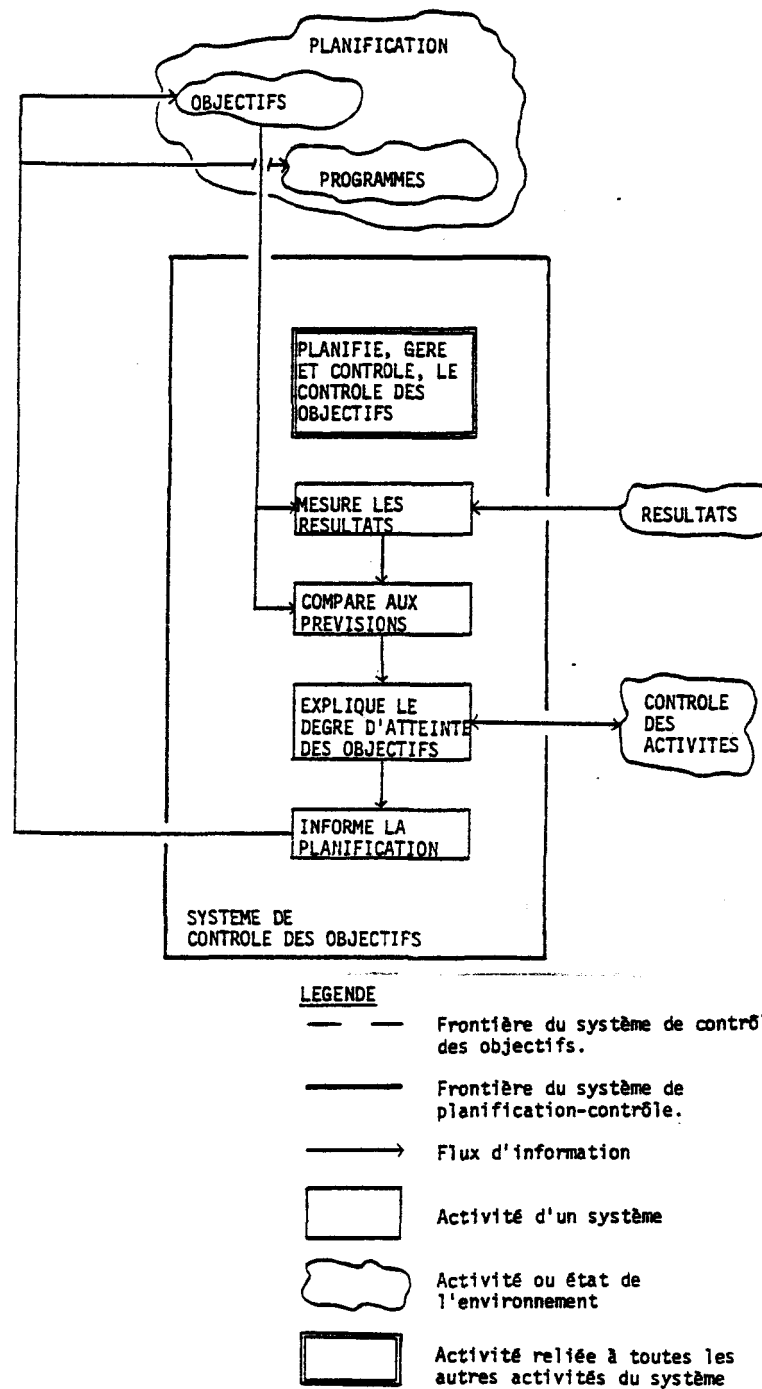 PLANIFICATION
OBJECTIFS
PROGRAMMES
PLANIFIE, GERE
ET CONTROLE, LE
CONTROLE DES
OBJECTIFS
MESURE LES
RESULTATS
RESULTATS
COMPARE AUX
PREVISIONS
EXPLIQUE LE
DEGRE D'ATTEINTE
DES OBJECTIFS
CONTROLE
DES
ACTIVITES
INFORME LA
PLANIFICATION
SYSTEME DE
CONTROLE DES OBJECTIFS
LEGENDE
Frontière du système de contrô
des objectifs.
Frontière du système de
planification-contrôle.
Flux d'information
Activité d'un système
Activité ou état de
l'environnement
Activité reliée à toutes les
autres activités du système